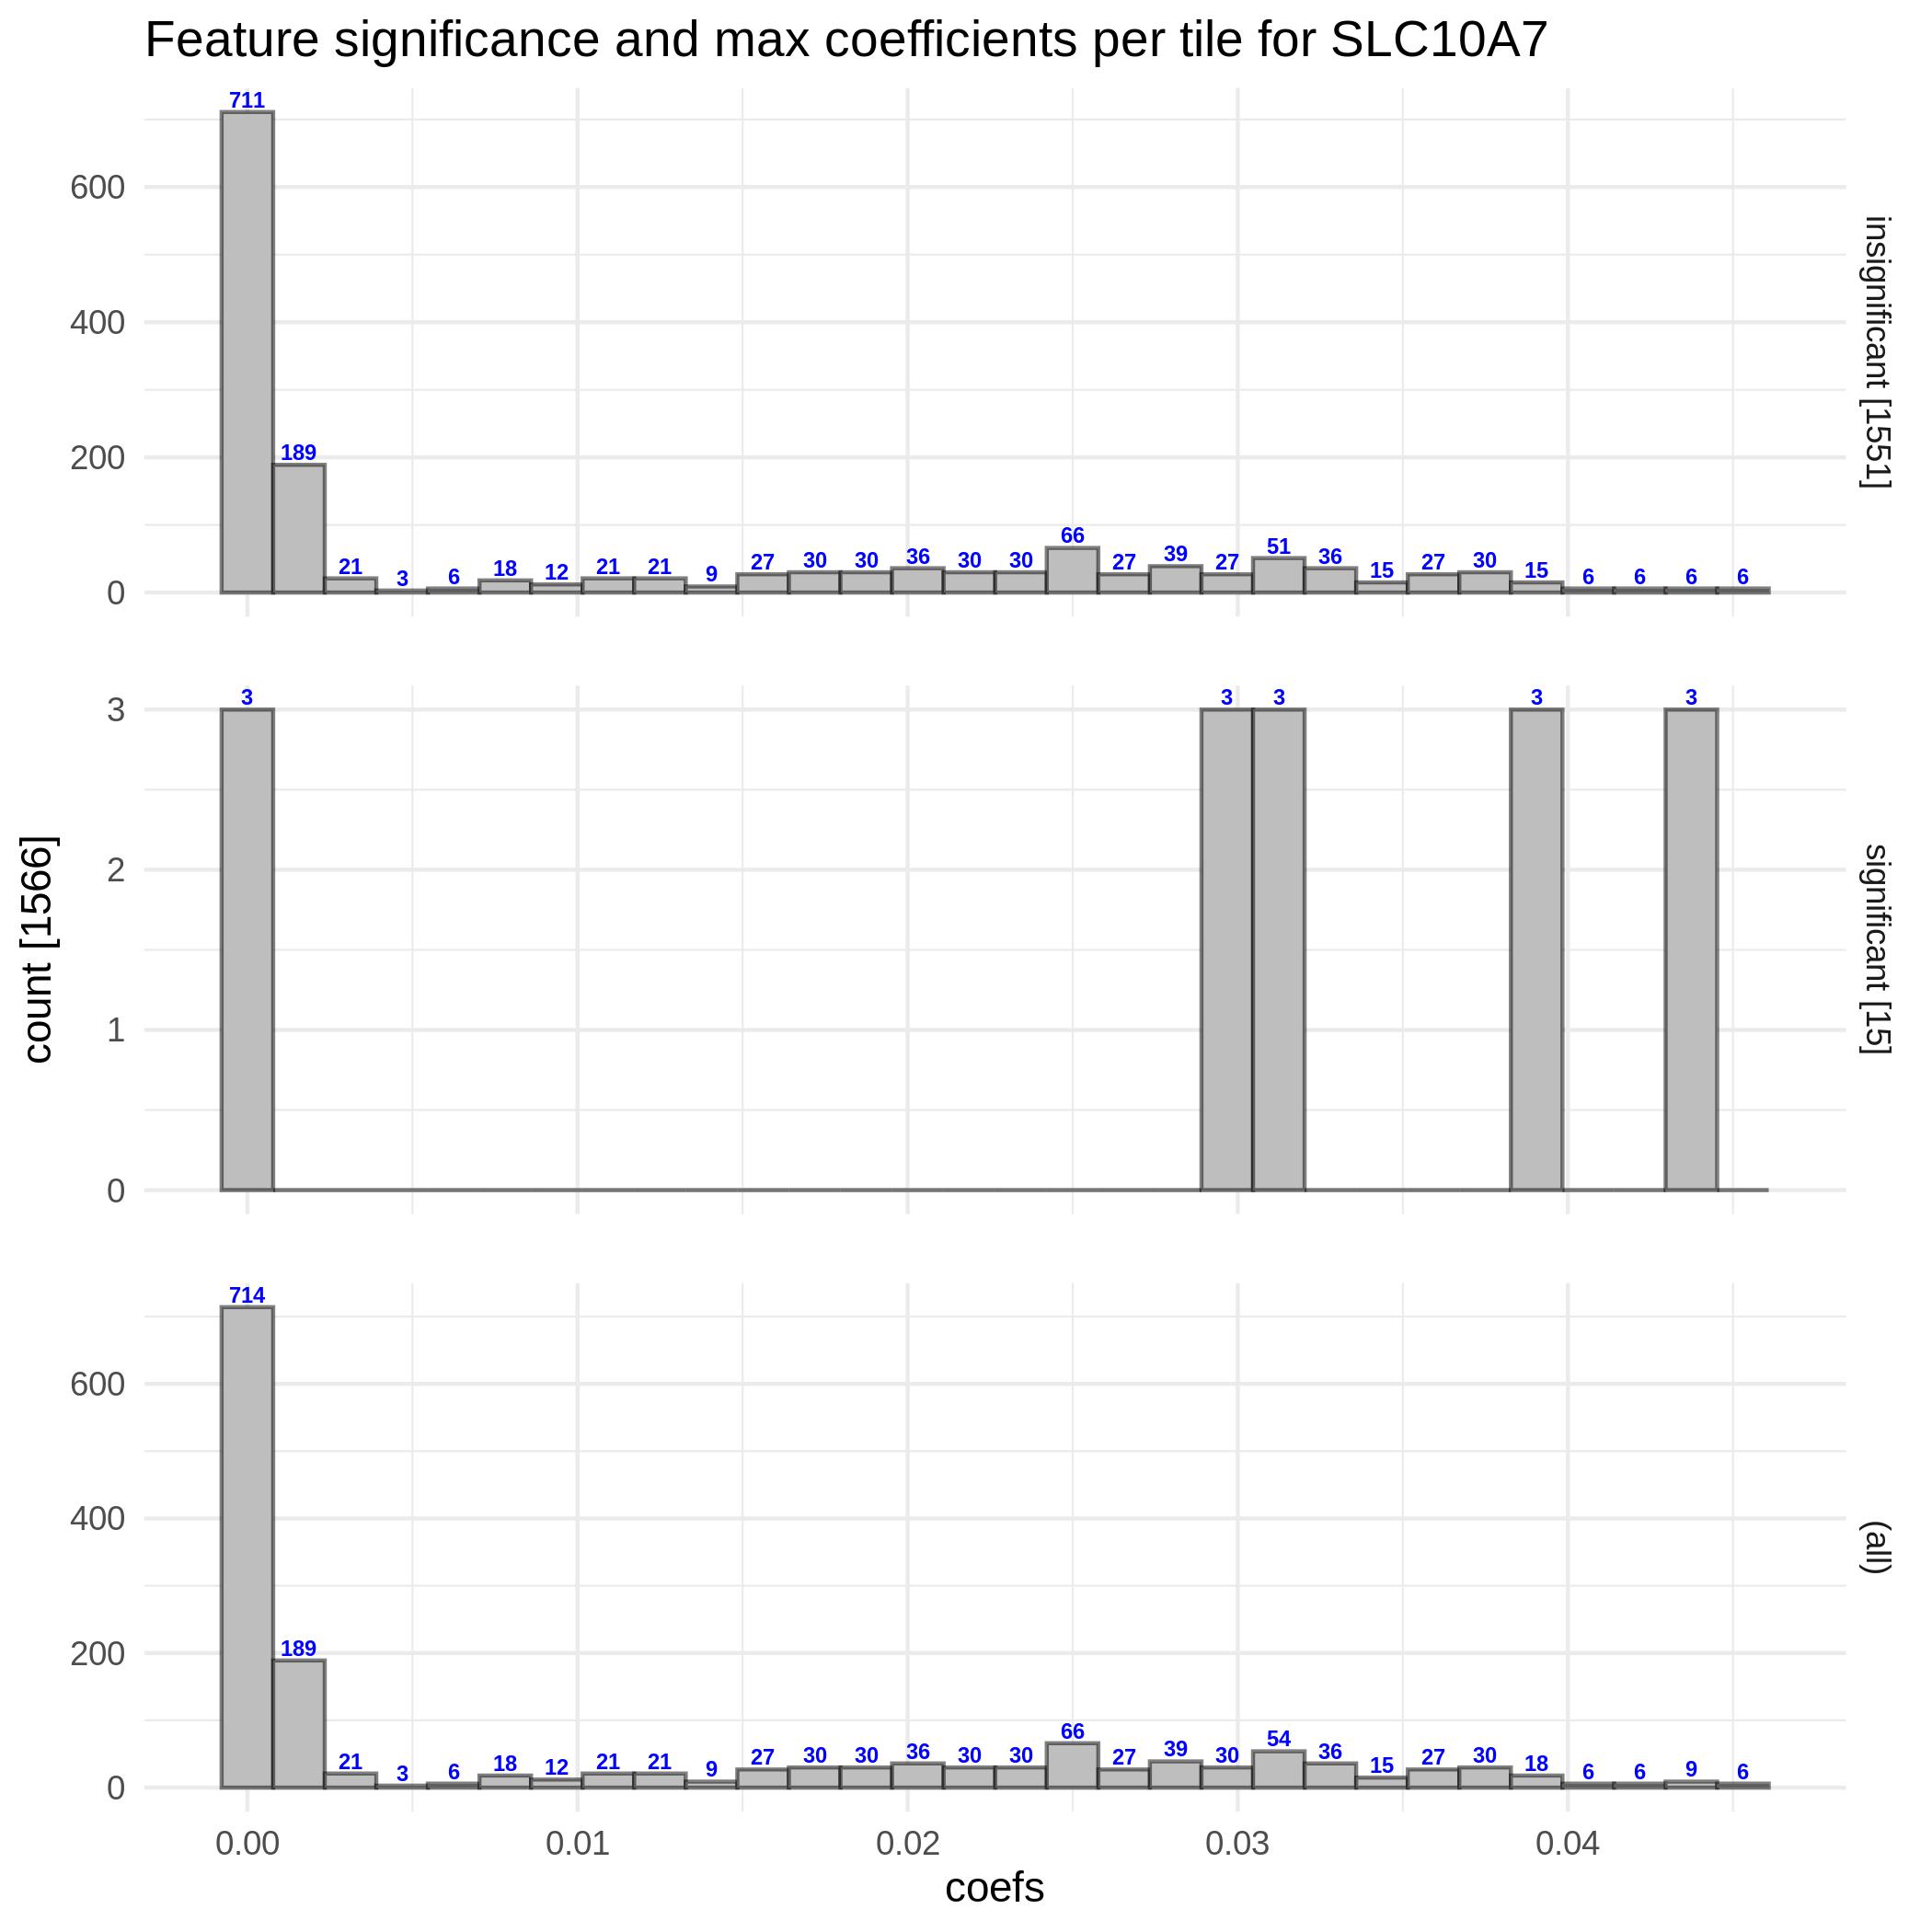 Feature significance and max coefficients per tile for SLC10A7
711
600
400
200
0
189
21 3 6 18 12 21 21 9 27 30 30 36 30 30 66 27 39 27 51 36 15 27 30 15 6 6 6 6
insignificant [1551]
count [1566]
3
2
1
0
3 3 3 3 3
significant [15]
714
600
400
200
0
189
21 3 6 18 12 21 21 9 27 30 30 36 30 30 66 27 39 30 54 36 15 27 30 18 6 6 9 6
(all)
0.00 0.01 0.02 0.03 0.04
coefs